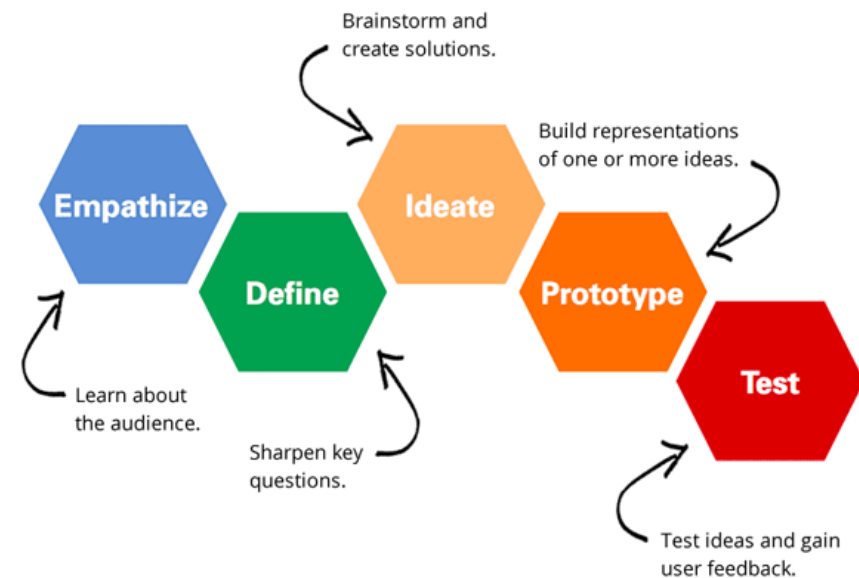 Brainstorm and
create solutions.
Build representations
of one or more ideas.
Empathize
Ideate
Define
Prototype
Test
Learn about
the audience.
Sharpen key
questions.
Test ideas and gain
user feedback.